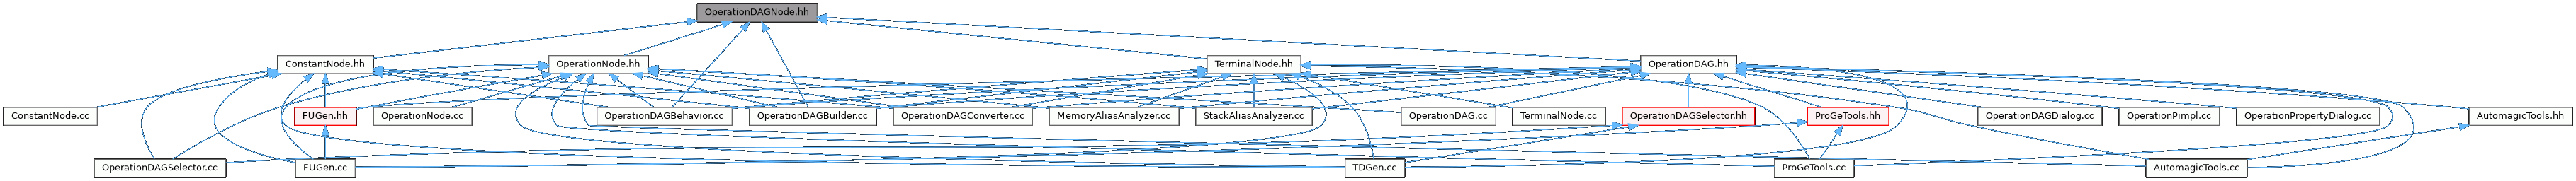 OperationDAGNode.hh
ConstantNode.hh
OperationNode.hh
TerminalNode.hh
OperationDAG.hh
ConstantNode.cc
FUGen.hh
OperationNode.cc
OperationDAGBehavior.cc
OperationDAGBuilder.cc
OperationDAGConverter.cc
MemoryAliasAnalyzer.cc
StackAliasAnalyzer.cc
OperationDAG.cc
TerminalNode.cc
OperationDAGSelector.hh
ProGeTools.hh
OperationDAGDialog.cc
OperationPimpl.cc
OperationPropertyDialog.cc
AutomagicTools.hh
OperationDAGSelector.cc
FUGen.cc
TDGen.cc
ProGeTools.cc
AutomagicTools.cc